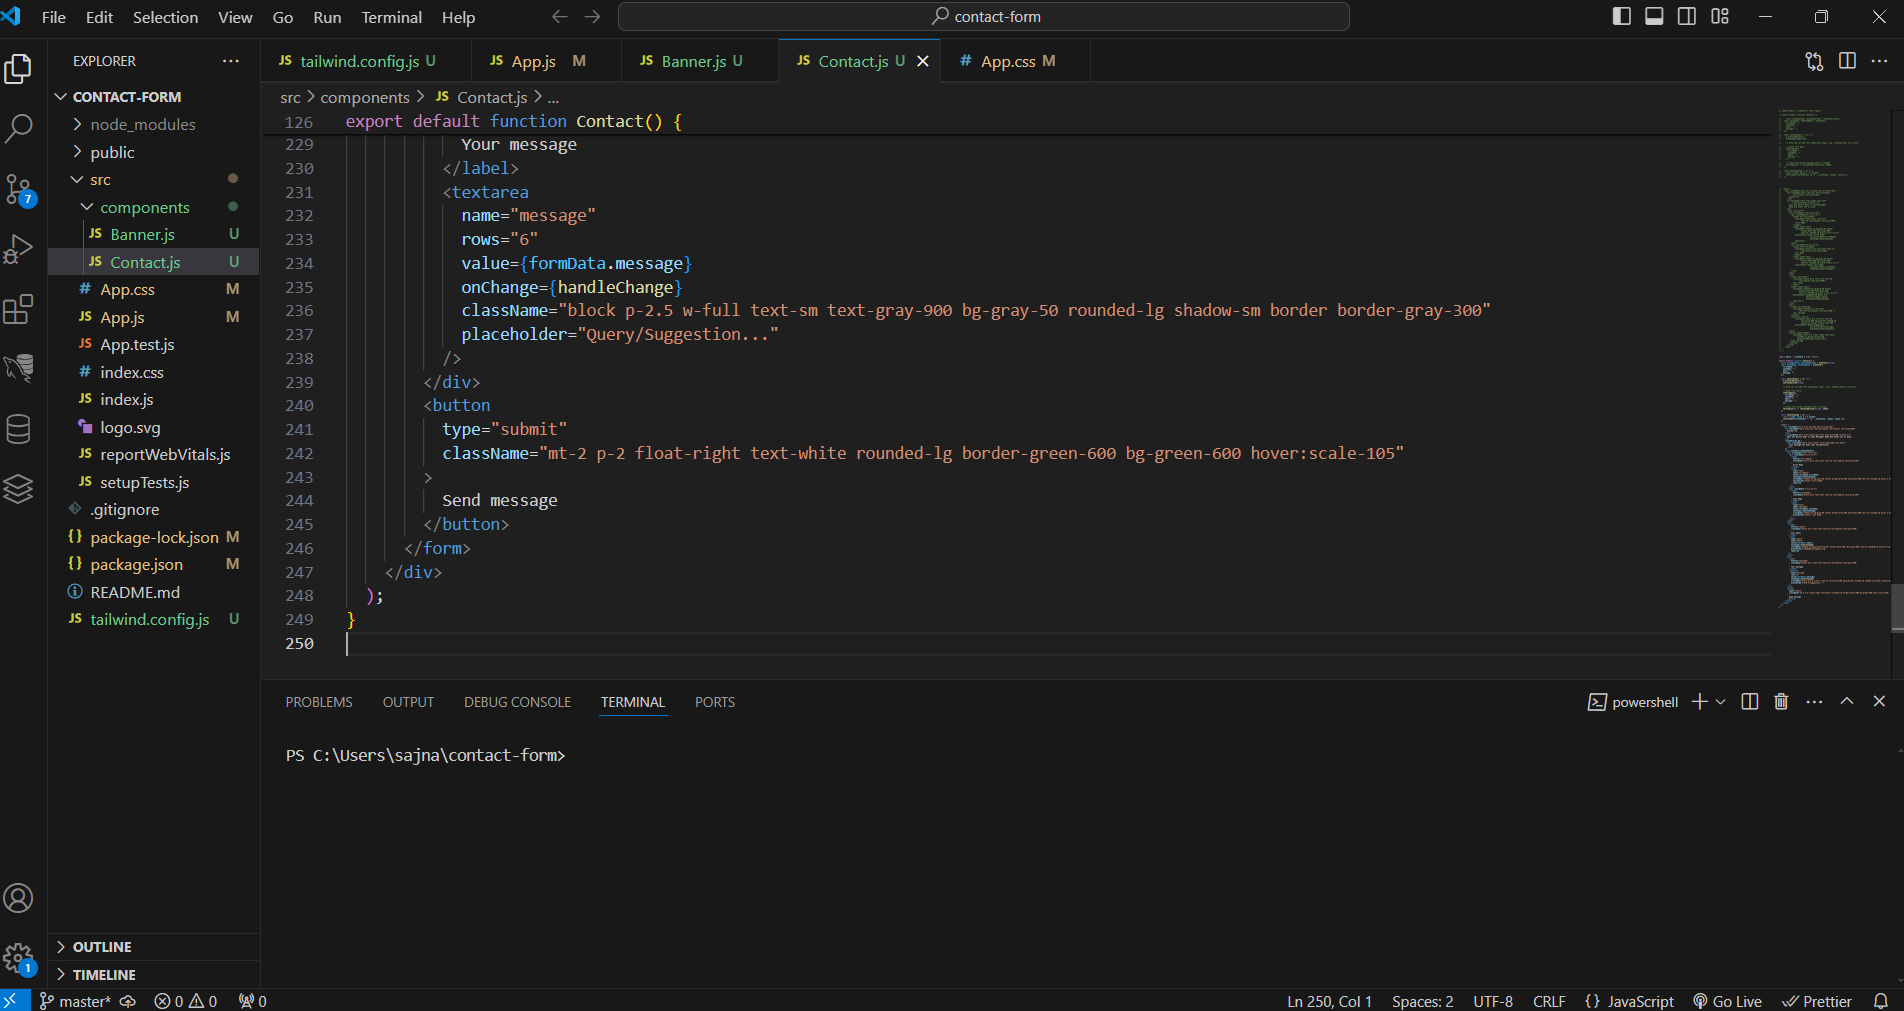 File Edit Selection View Go Run Terminal Help
contact-form
EXPLORER
JS tailwind.config.js U
JS App.js M
JS Banner.js U
JS Contact.js U
# App.css M
src > components > JS Contact.js > ...
CONTACT-FORM
node_modules
public
src
components
JS Banner.js U
JS Contact.js U
# App.css M
JS App.js M
JS App.test.js
# index.css
JS index.js
logo.svg
JS reportWebVitals.js
JS setupTests.js
.gitignore
{} package-lock.json M
{} package.json M
README.md
JS tailwind.config.js U
7
1
OUTLINE
TIMELINE
126 export default function Contact() {
229 Your message
230 </label>
231 <textarea
232 name="message"
233 rows="6"
234 value={formData.message}
235 onChange={handleChange}
236 className="block p-2.5 w-full text-sm text-gray-900 bg-gray-50 rounded-lg shadow-sm border border-gray-300"
237 placeholder="Query/Suggestion..."
238 />
239 </div>
240 <button
241 type="submit"
242 className="mt-2 p-2 float-right text-white rounded-lg border-green-600 bg-green-600 hover:scale-105"
243 >
244 Send message
245 </button>
246 </form>
247 </div>
248 );
249 }
250
PROBLEMS OUTPUT DEBUG CONSOLE TERMINAL PORTS
powershell
PS C:\Users\sajna\contact-form>
master* 0 0 0
Ln 250, Col 1 Spaces: 2 UTF-8 CRLF {} JavaScript Go Live Prettier